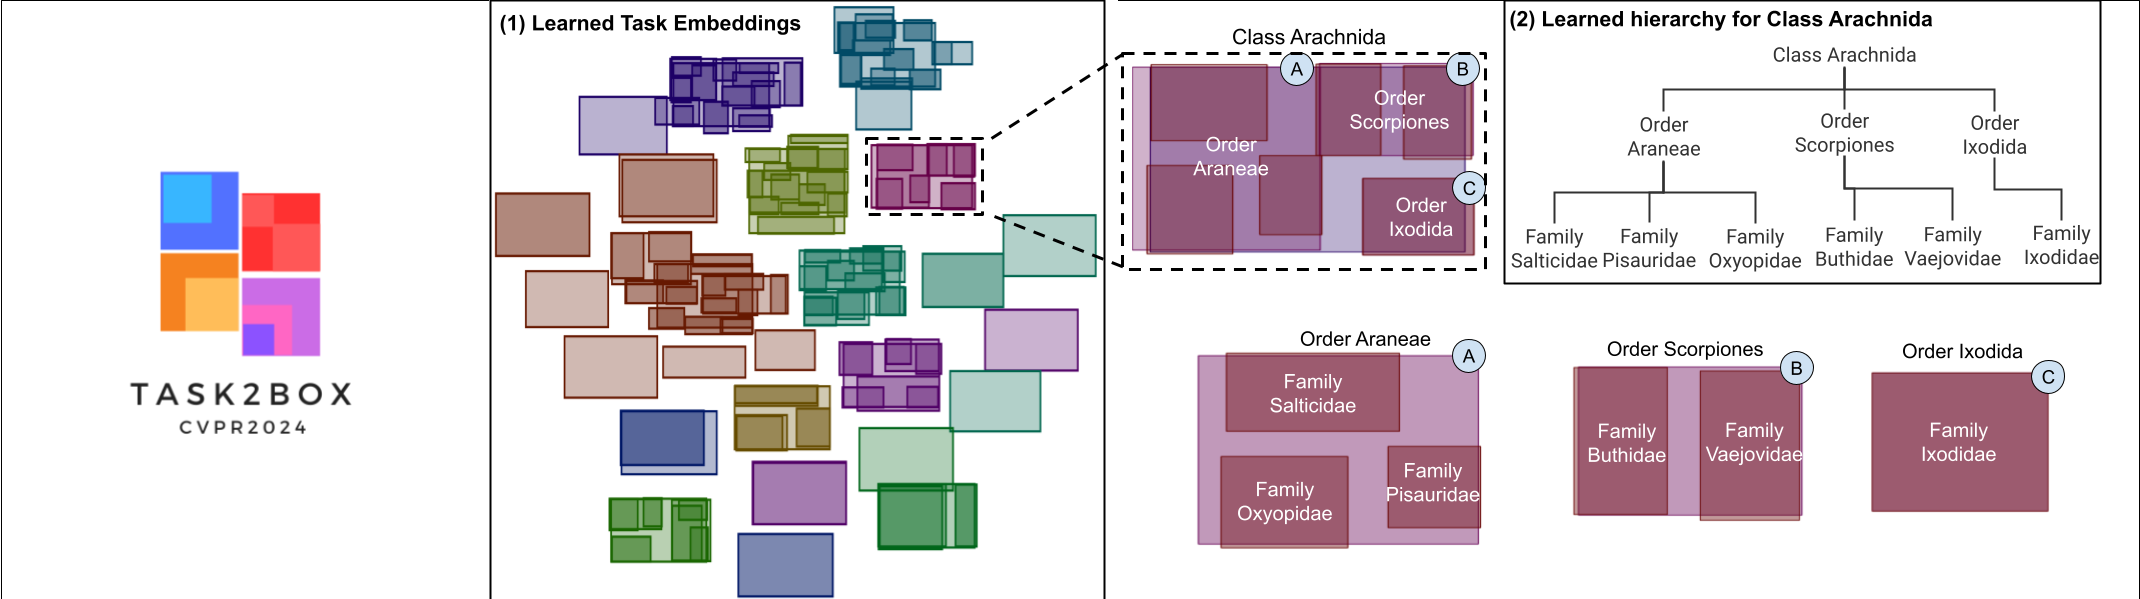 TASK2BOX
CVPR2024
(1) Learned Task Embeddings
Class Arachnida
A
B
C
Order
Araneae
Order
Scorpiones
Order
Ixodida
(2) Learned hierarchy for Class Arachnida
Class Arachnida
Order
Araneae
Order
Scorpiones
Order
Ixodida
Family
Salticidae
Family
Pisauridae
Family
Oxyopidae
Family
Buthidae
Family
Vaejovidae
Family
Ixodidae
Order Araneae
A
Family
Salticidae
Family
Oxyopidae
Family
Pisauridae
Order Scorpiones
B
Family
Buthidae
Family
Vaejovidae
Order Ixodida
C
Family
Ixodidae